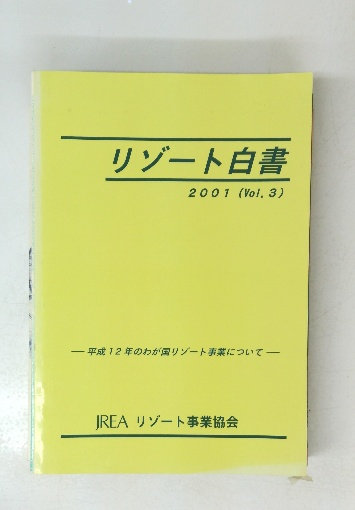 リゾート白書
2001 (Vol. 3)
― 平成12年のわが国リゾート事業について ―
JREA リゾート事業協会